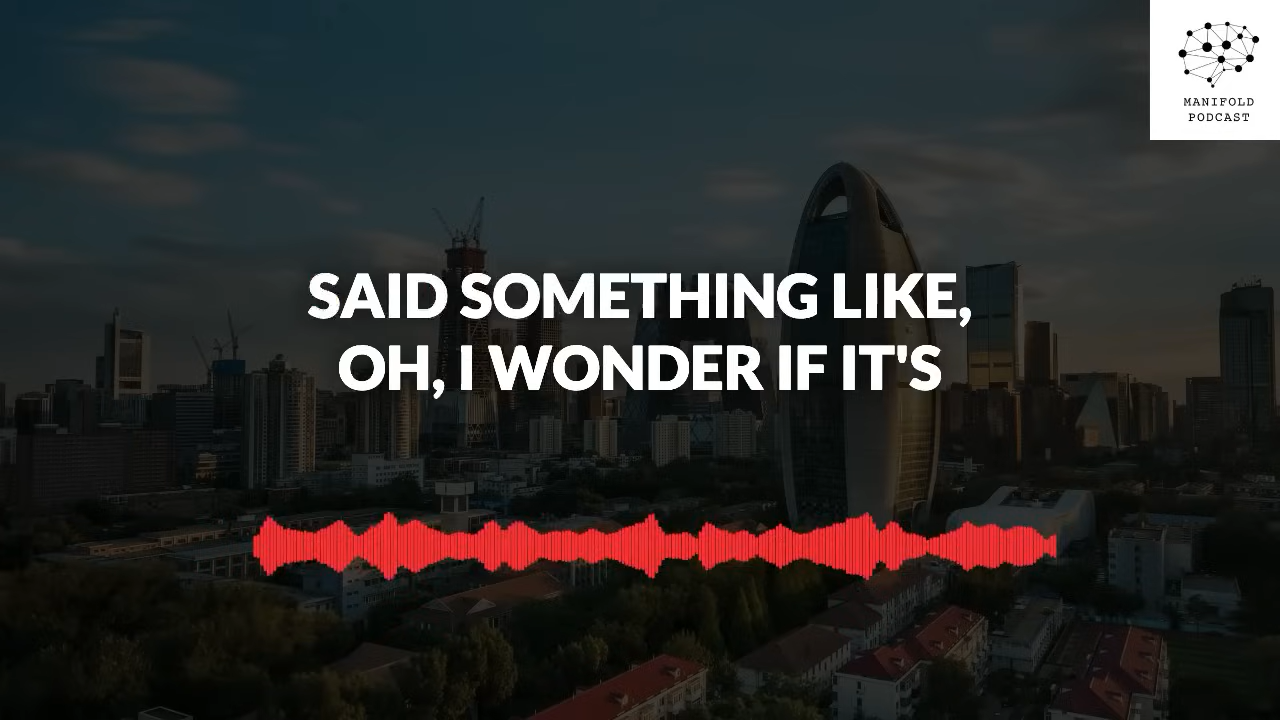 MANIFOLD
PODCAST
SAID SOMETHING LIKE,
OH, I WONDER IF IT'S